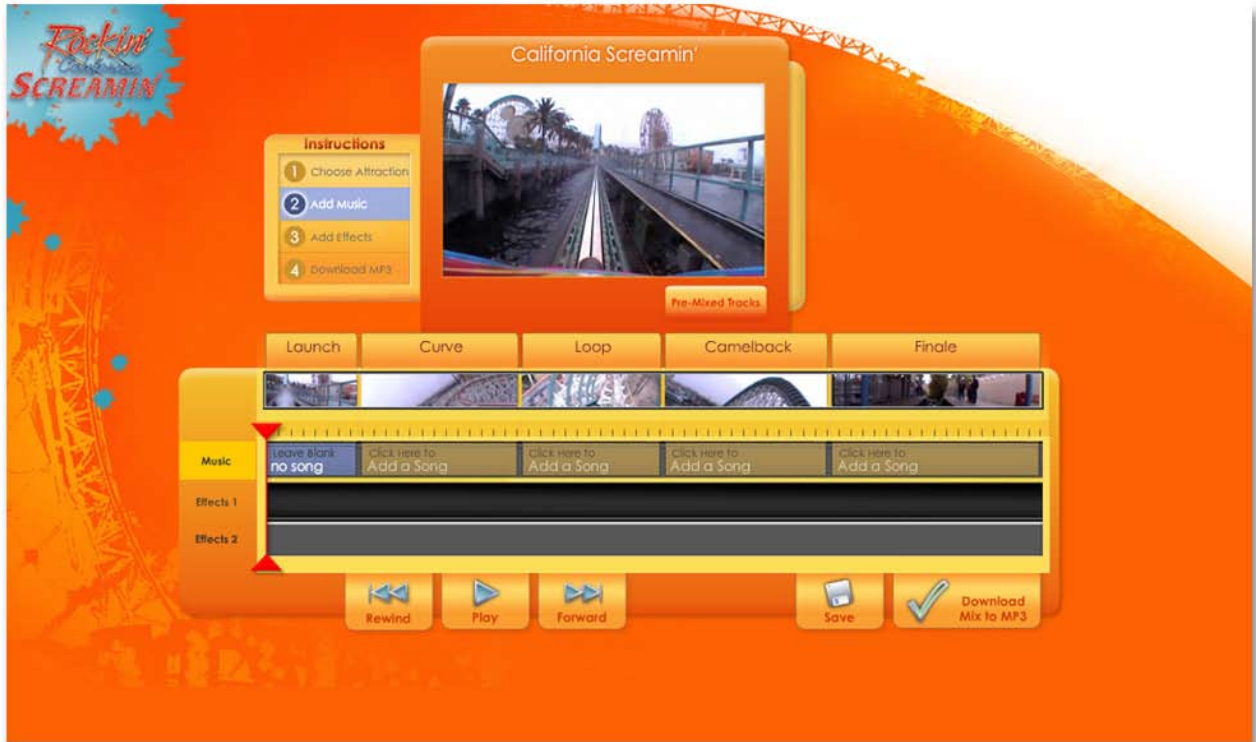 Rockin'
California
SCREAMIN'
California Screamin'
Instructions
1 Choose Attraction
2 Add Music
3 Add Effects
4 Download MP3
Pre-Mixed Tracks
Launch
Curve
Loop
Camelback
Finale
Music
Leave Blank
no song
Click Here to
Add a Song
Click Here to
Add a Song
Click Here to
Add a Song
Click Here to
Add a Song
Effects 1
Effects 2
Rewind
Play
Forward
Save
Download
Mix to MP3